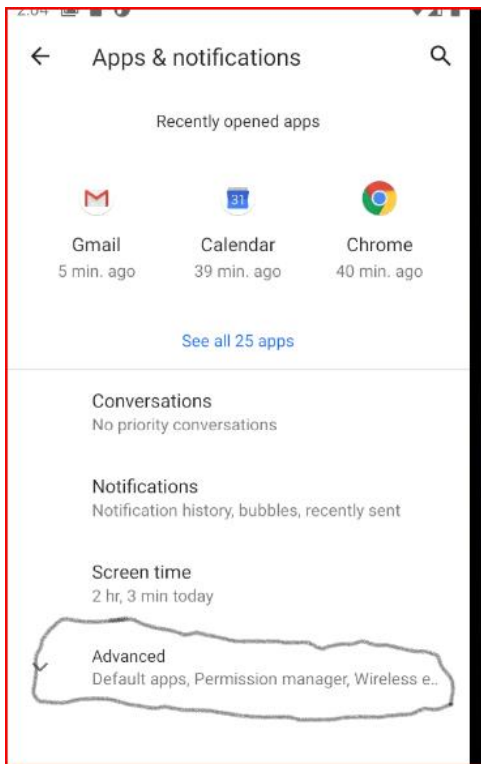 Apps & notifications
Recently opened apps
31
Gmail
Calendar
Chrome
5 min. ago
39 min. ago
40 min. ago
See all 25 apps
Conversations
No priority conversations
Notifications
Notification history, bubbles, recently sent
Screen time
2 hr, 3 min today
Advanced
Default apps, Permission manager, Wireless e..